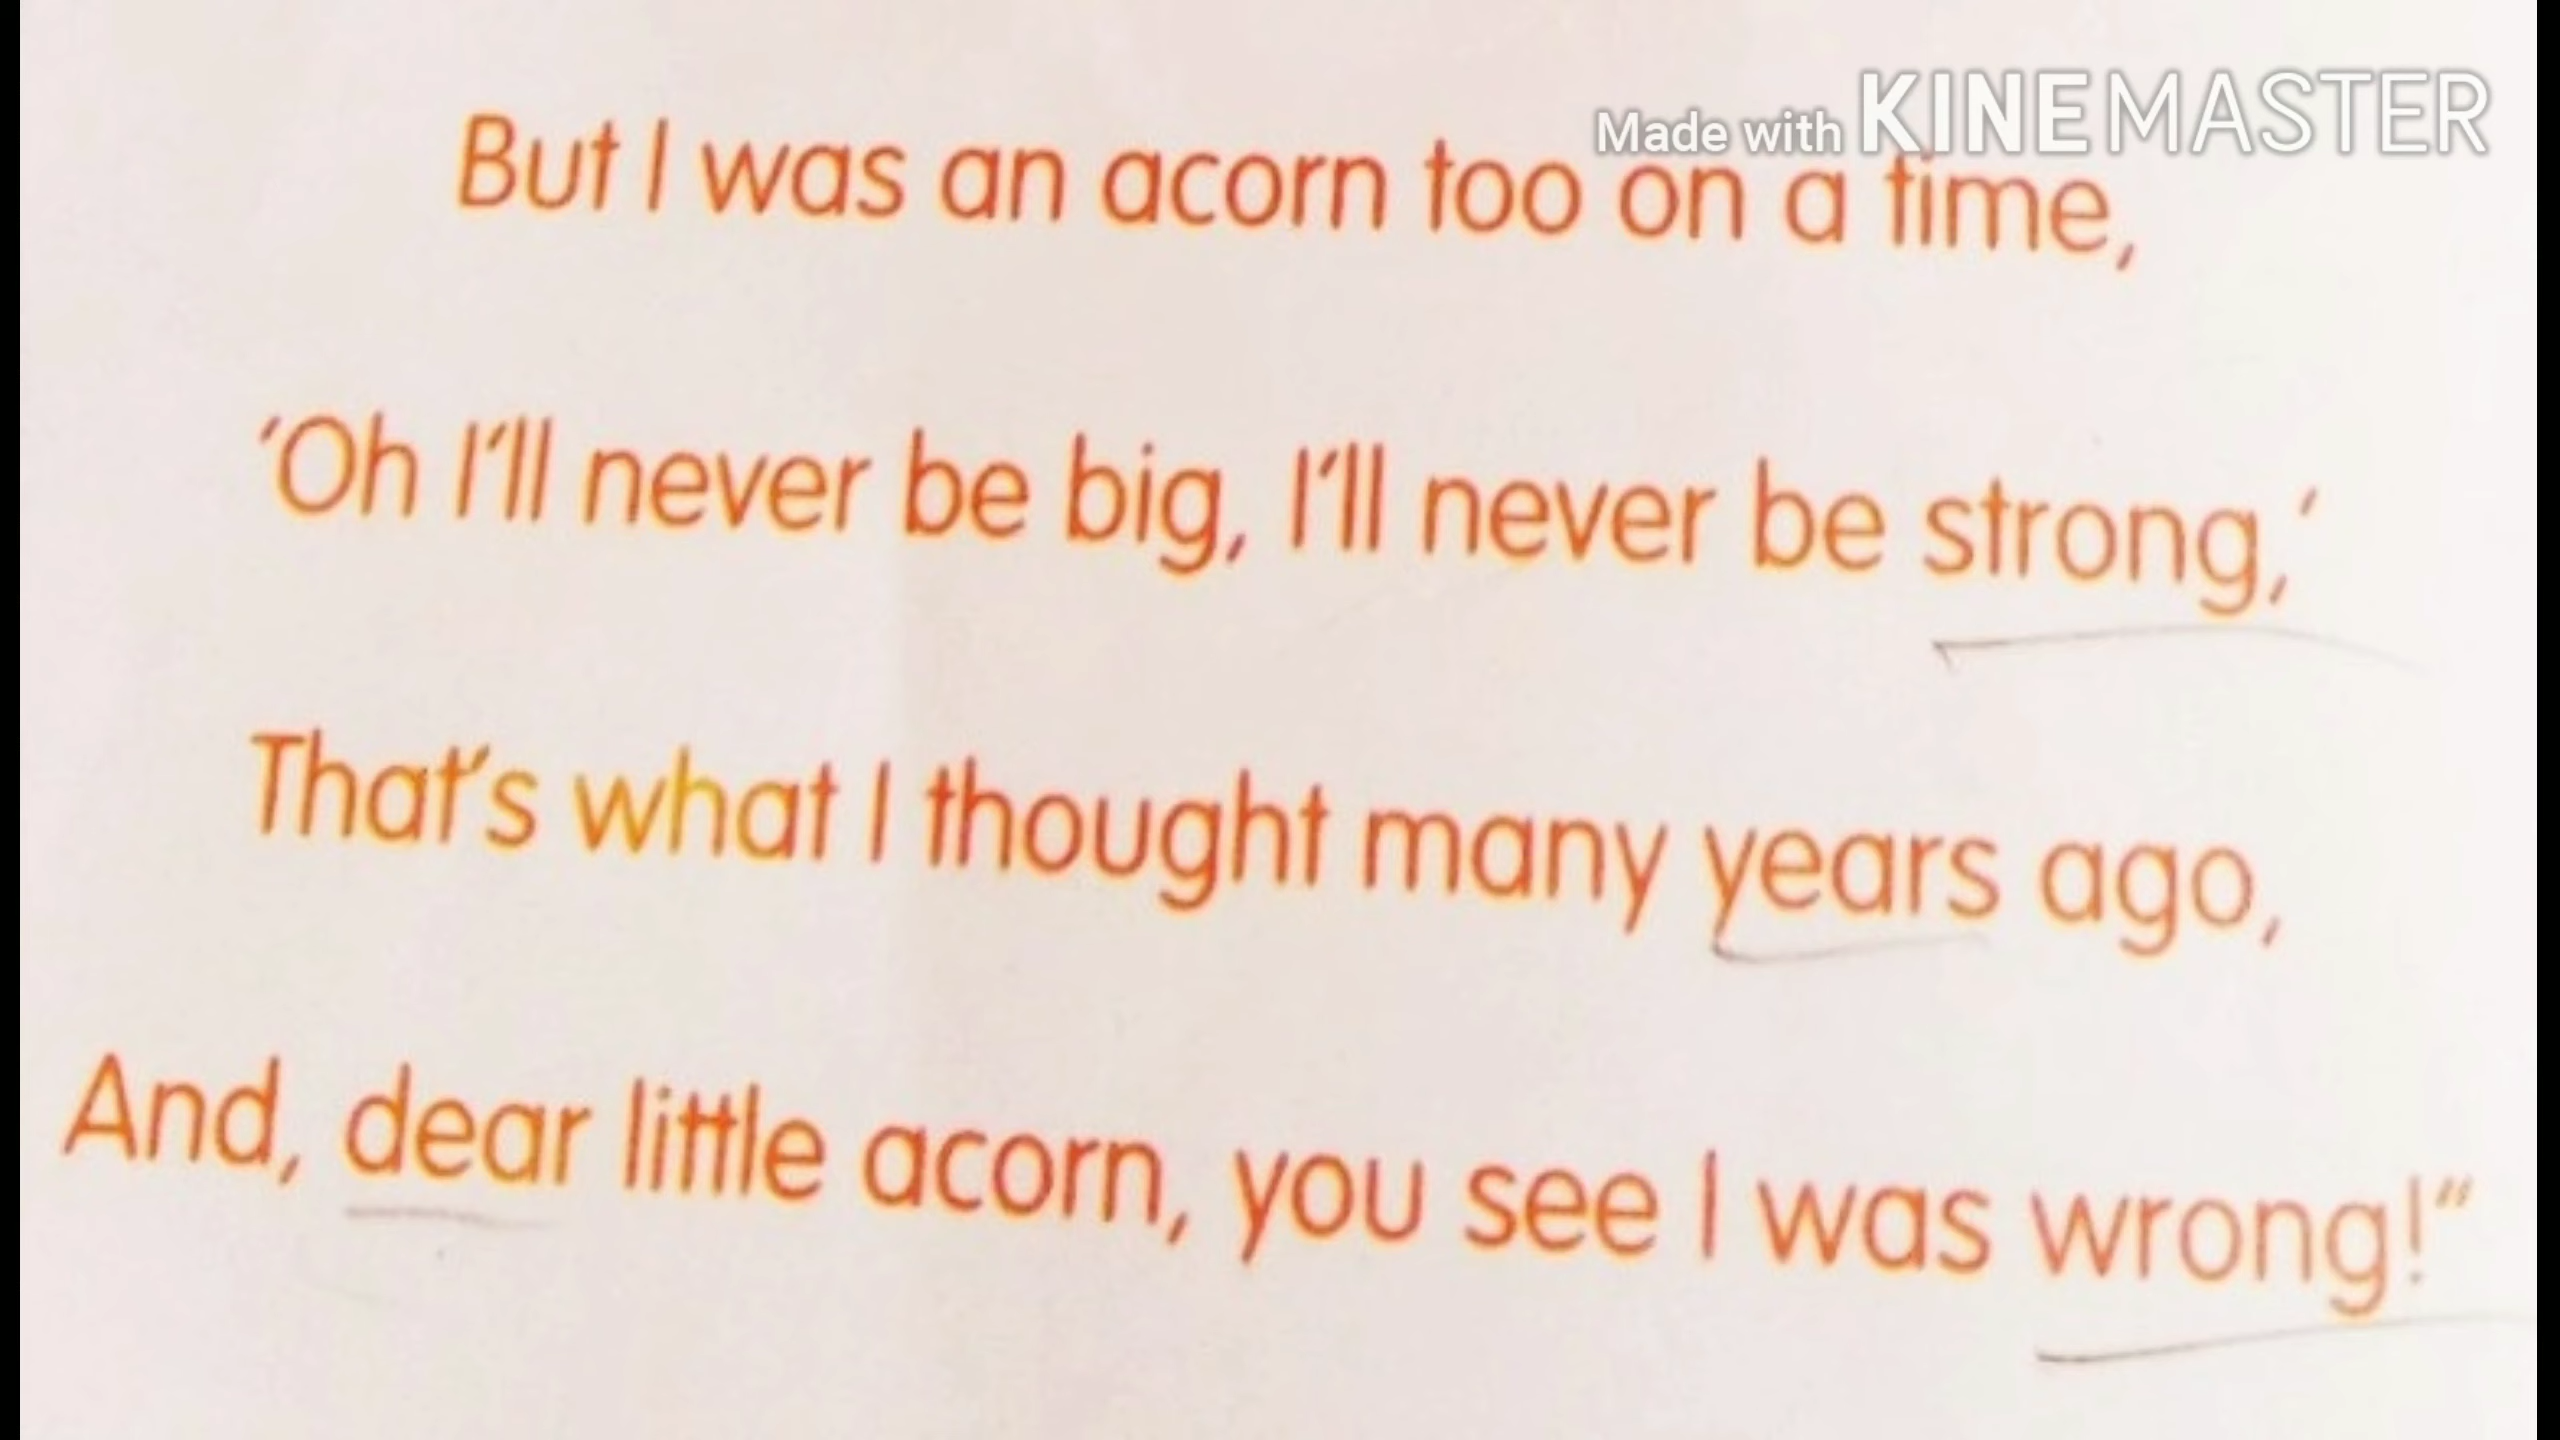 Made with KINEMASTER
But I was an acorn too on a time,
'Oh I'll never be big, I'll never be strong,'
That's what I thought many years ago,
And, dear little acorn, you see I was wrong!"